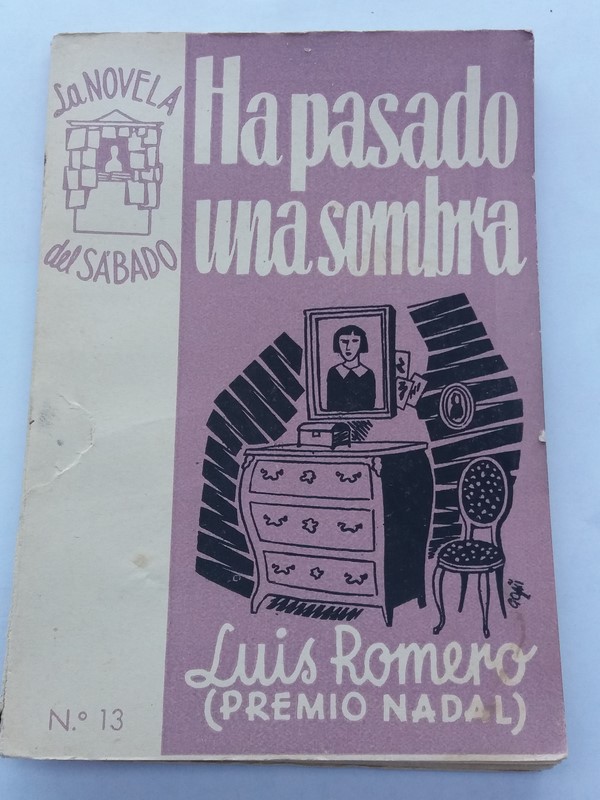 La NOVELA
del SÁBADO
Ha pasado
una sombra
Luis Romero
(PREMIO NADAL)
N.º 13